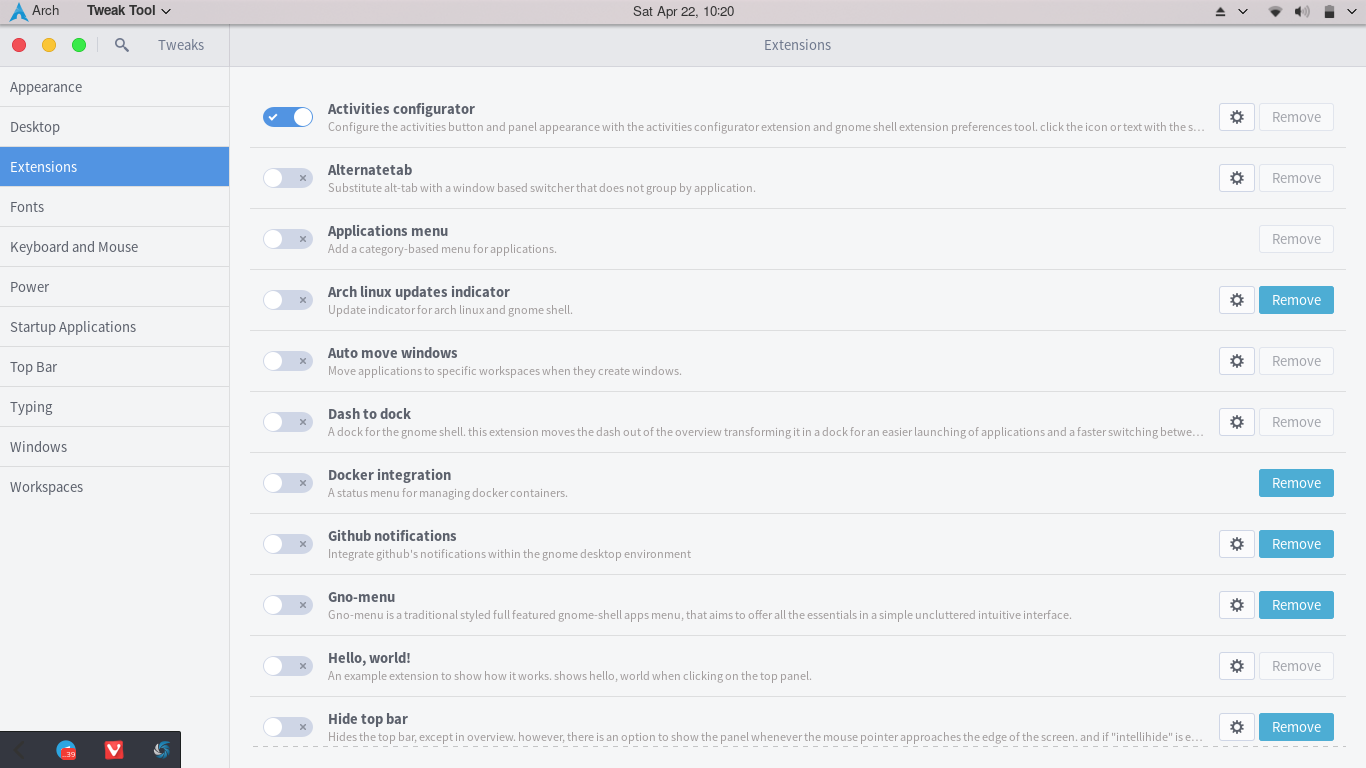 Arch Tweak Tool Sat Apr 22, 10:20
Tweaks Extensions
Appearance
Desktop
Extensions
Fonts
Keyboard and Mouse
Power
Startup Applications
Top Bar
Typing
Windows
Workspaces
Activities configurator
Configure the activities button and panel appearance with the activities configurator extension and gnome shell extension preferences tool. click the icon or text with the s…
Remove
Alternatetab
Substitute alt-tab with a window based switcher that does not group by application.
Remove
Applications menu
Add a category-based menu for applications.
Remove
Arch linux updates indicator
Update indicator for arch linux and gnome shell.
Remove
Auto move windows
Move applications to specific workspaces when they create windows.
Remove
Dash to dock
A dock for the gnome shell. this extension moves the dash out of the overview transforming it in a dock for an easier launching of applications and a faster switching betwe…
Remove
Docker integration
A status menu for managing docker containers.
Remove
Github notifications
Integrate github's notifications within the gnome desktop environment
Remove
Gno-menu
Gno-menu is a traditional styled full featured gnome-shell apps menu, that aims to offer all the essentials in a simple uncluttered intuitive interface.
Remove
Hello, world!
An example extension to show how it works. shows hello, world when clicking on the top panel.
Remove
Hide top bar
Hides the top bar, except in overview. however, there is an option to show the panel whenever the mouse pointer approaches the edge of the screen. and if "intellihide" is e…
Remove